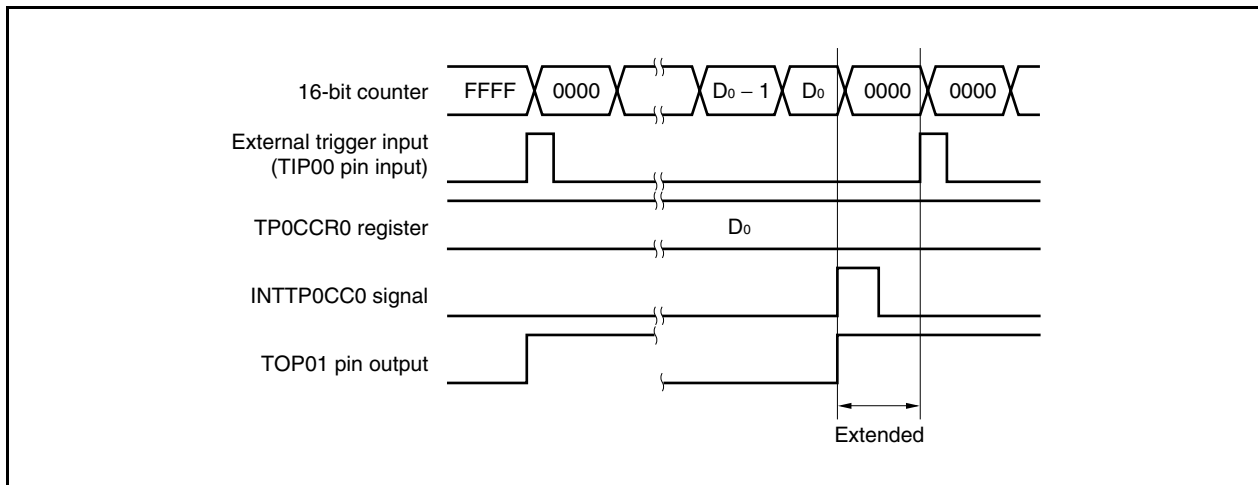 16-bit counter FFFF 0000 D₀ − 1 D₀ 0000 0000
External trigger input
(TIP00 pin input)
TP0CCR0 register D₀
INTTP0CC0 signal
TOP01 pin output
Extended